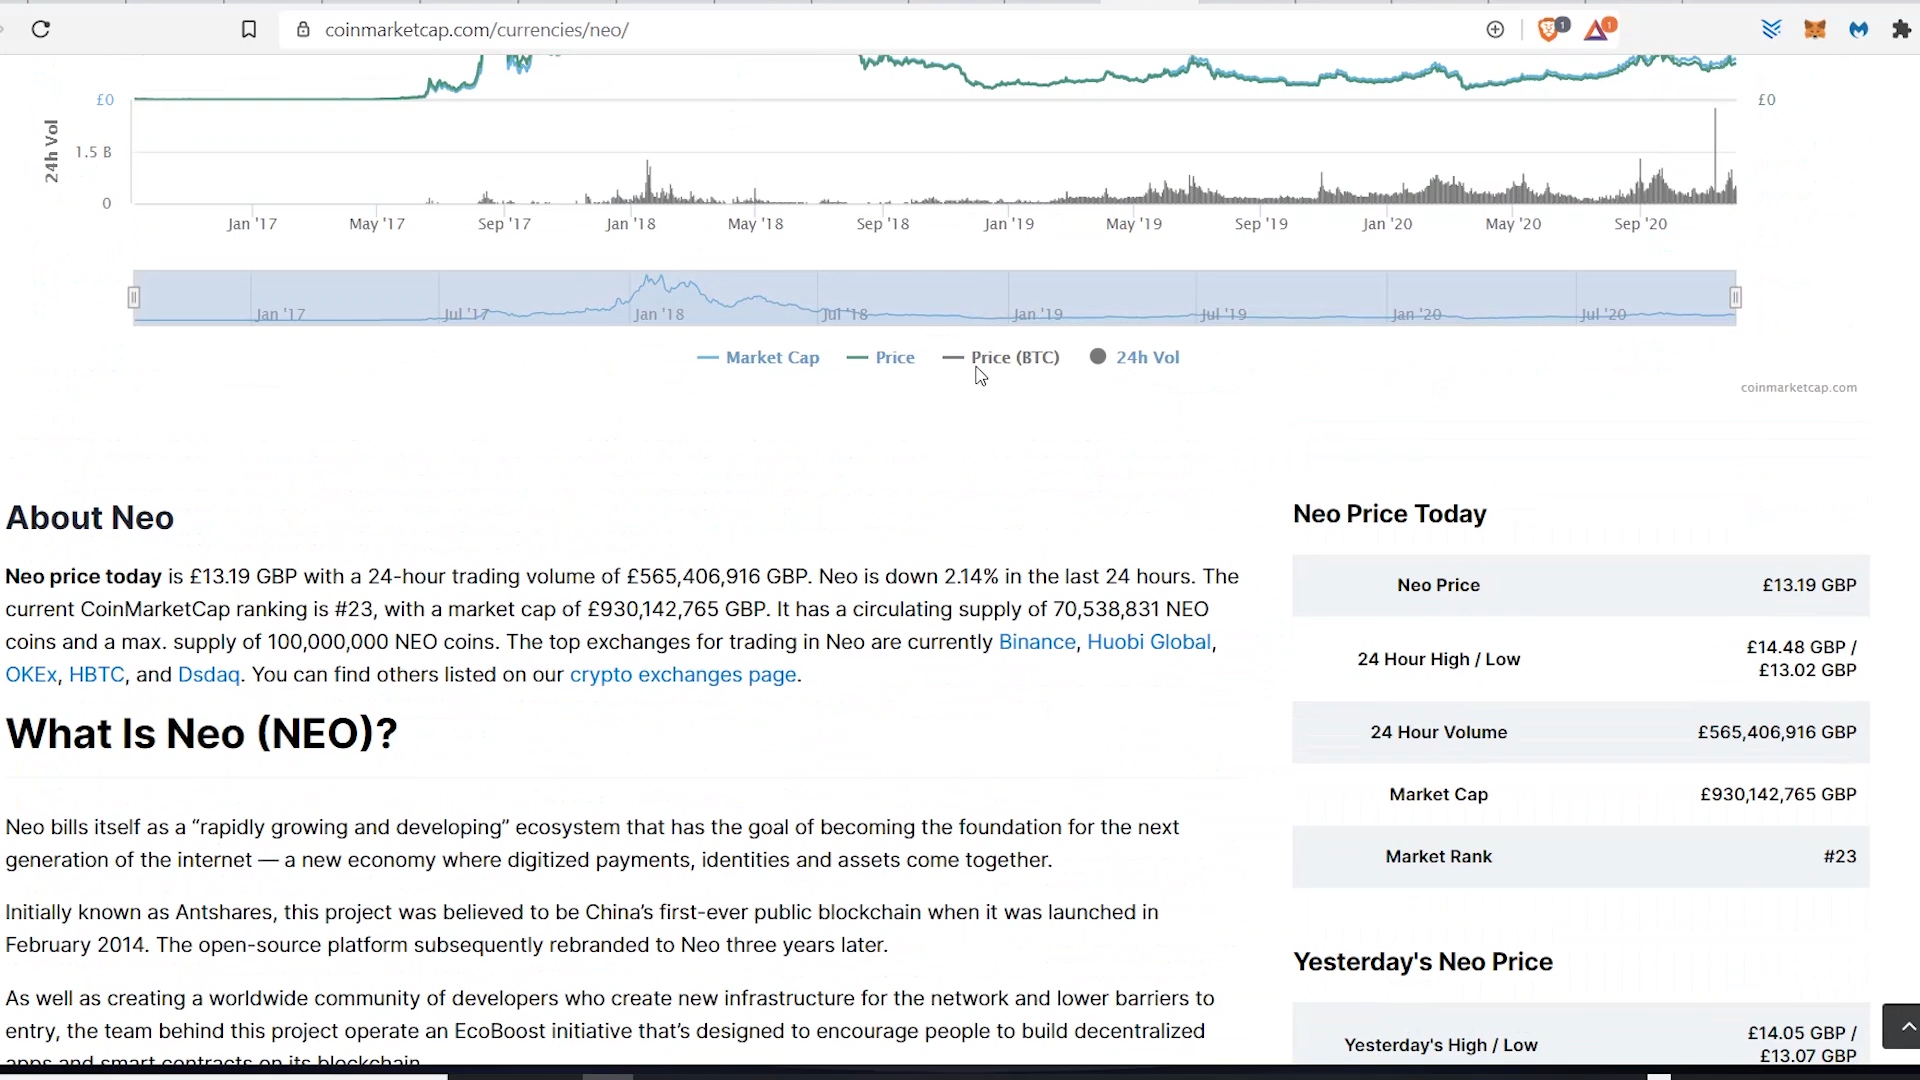 coinmarketcap.com/currencies/neo/
1
1
£0
£0
24h Vol
1.5 B
0
Jan '17
May '17
Sep '17
Jan '18
May '18
Sep '18
Jan '19
May '19
Sep '19
Jan '20
May '20
Sep '20
Jan '17
Jul '17
Jan '18
Jul '18
Jan '19
Jul '19
Jan '20
Jul '20
Market Cap
Price
Price (BTC)
24h Vol
coinmarketcap.com
About Neo
Neo price today is £13.19 GBP with a 24-hour trading volume of £565,406,916 GBP. Neo is down 2.14% in the last 24 hours. The
current CoinMarketCap ranking is #23, with a market cap of £930,142,765 GBP. It has a circulating supply of 70,538,831 NEO
coins and a max. supply of 100,000,000 NEO coins. The top exchanges for trading in Neo are currently Binance, Huobi Global,
OKEx, HBTC, and Dsdaq. You can find others listed on our crypto exchanges page.
What Is Neo (NEO)?
Neo bills itself as a “rapidly growing and developing” ecosystem that has the goal of becoming the foundation for the next
generation of the internet — a new economy where digitized payments, identities and assets come together.
Initially known as Antshares, this project was believed to be China’s first-ever public blockchain when it was launched in
February 2014. The open-source platform subsequently rebranded to Neo three years later.
As well as creating a worldwide community of developers who create new infrastructure for the network and lower barriers to
entry, the team behind this project operate an EcoBoost initiative that’s designed to encourage people to build decentralized
apps and smart contracts on its blockchain.
Neo Price Today
Neo Price
£13.19 GBP
24 Hour High / Low
£14.48 GBP /
£13.02 GBP
24 Hour Volume
£565,406,916 GBP
Market Cap
£930,142,765 GBP
Market Rank
#23
Yesterday's Neo Price
Yesterday's High / Low
£14.05 GBP /
£13.07 GBP